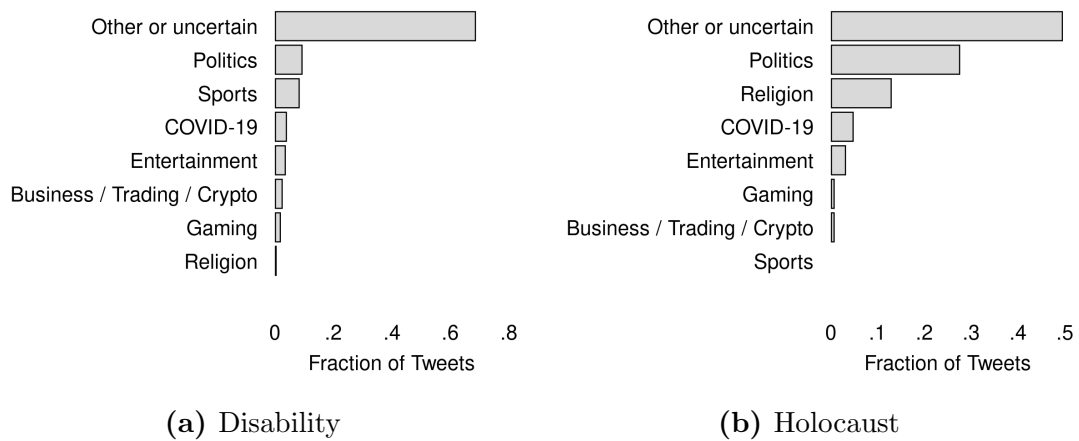 Other or uncertain
Politics
Sports
COVID-19
Entertainment
Business / Trading / Crypto
Gaming
Religion
0 .2 .4 .6 .8
Fraction of Tweets
(a) Disability
Other or uncertain
Politics
Religion
COVID-19
Entertainment
Gaming
Business / Trading / Crypto
Sports
0 .1 .2 .3 .4 .5
Fraction of Tweets
(b) Holocaust